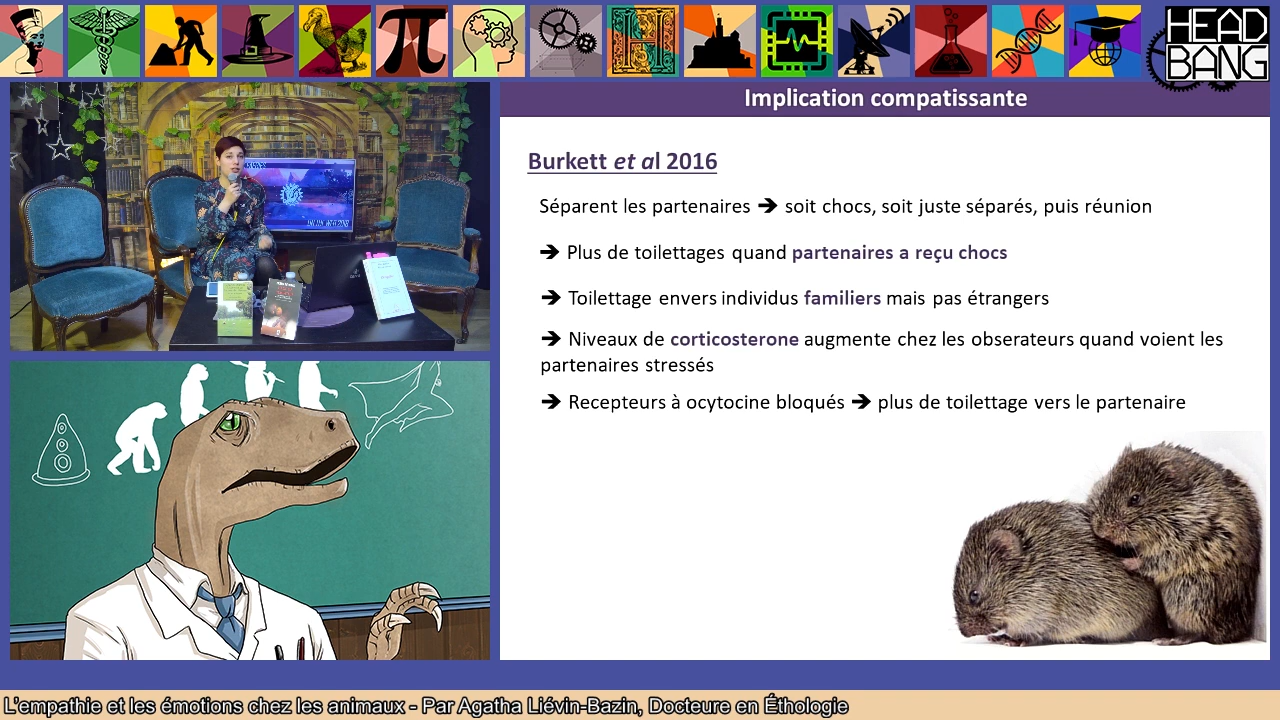 HEAD
BANG
Implication compatissante
Burkett et al 2016
Séparent les partenaires ➔ soit chocs, soit juste séparés, puis réunion
➔ Plus de toilettages quand partenaires a reçu chocs
➔ Toilettage envers individus familiers mais pas étrangers
➔ Niveaux de corticosterone augmente chez les obserateurs quand voient les
partenaires stressés
➔ Recepteurs à ocytocine bloqués ➔ plus de toilettage vers le partenaire
L'empathie et les émotions chez les animaux - Par Agatha Liévin-Bazin, Docteure en Éthologie